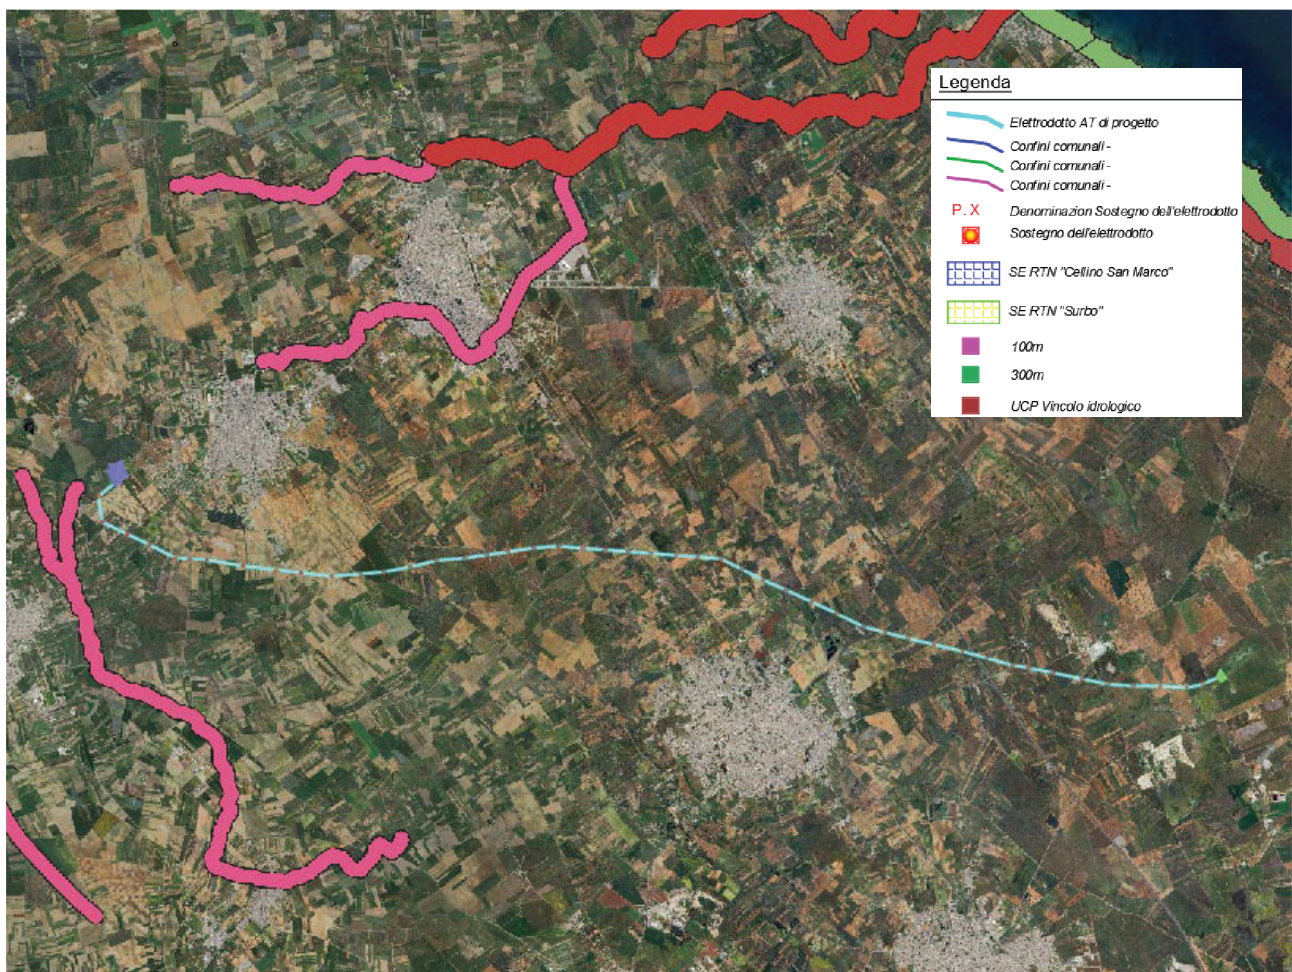 Legenda
Elettrodotto AT di progetto
Confini comunali -
Confini comunali -
Confini comunali -
P.X Denominazion Sostegno dell'elettrodotto
Sostegno dell'elettrodotto
SE RTN "Cellino San Marco"
SE RTN "Surbo"
100m
300m
UCP Vincolo idrologico